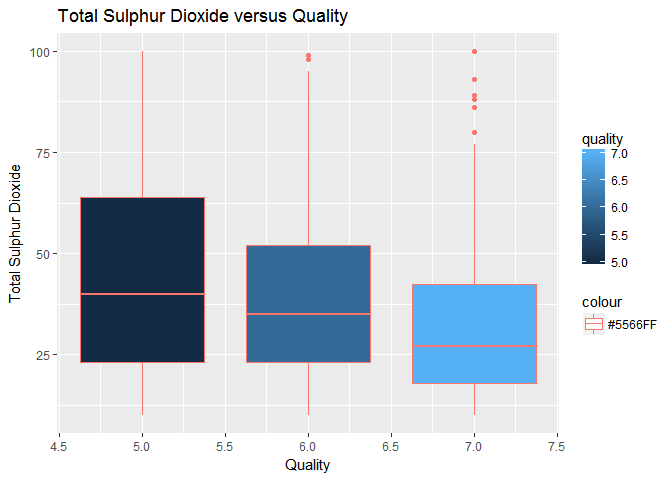 Total Sulphur Dioxide versus Quality
Total Sulphur Dioxide
100
75
50
25
4.5 5.0 5.5 6.0 6.5 7.0 7.5
Quality
quality
7.0
6.5
6.0
5.5
5.0
colour
#5566FF